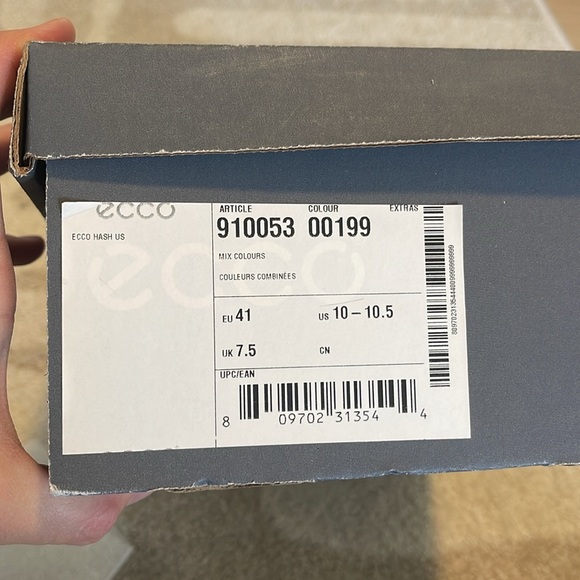 ecco
ECCO HASH US
ecco
ARTICLE COLOUR EXTRAS
910053 00199
MIX COLOURS
COULEURS COMBINÉES
EU 41 US 10 – 10.5
UK 7.5 CN
UPC/EAN
8 09702 31354 4